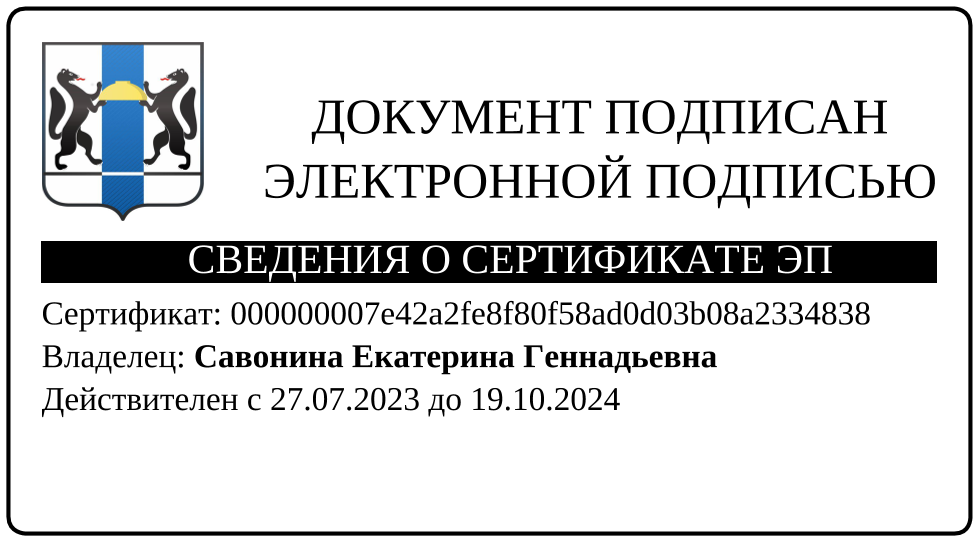 ДОКУМЕНТ ПОДПИСАН
ЭЛЕКТРОННОЙ ПОДПИСЬЮ
СВЕДЕНИЯ О СЕРТИФИКАТЕ ЭП
Сертификат: 000000007e42a2fe8f80f58ad0d03b08a2334838
Владелец: Савонина Екатерина Геннадьевна
Действителен с 27.07.2023 до 19.10.2024